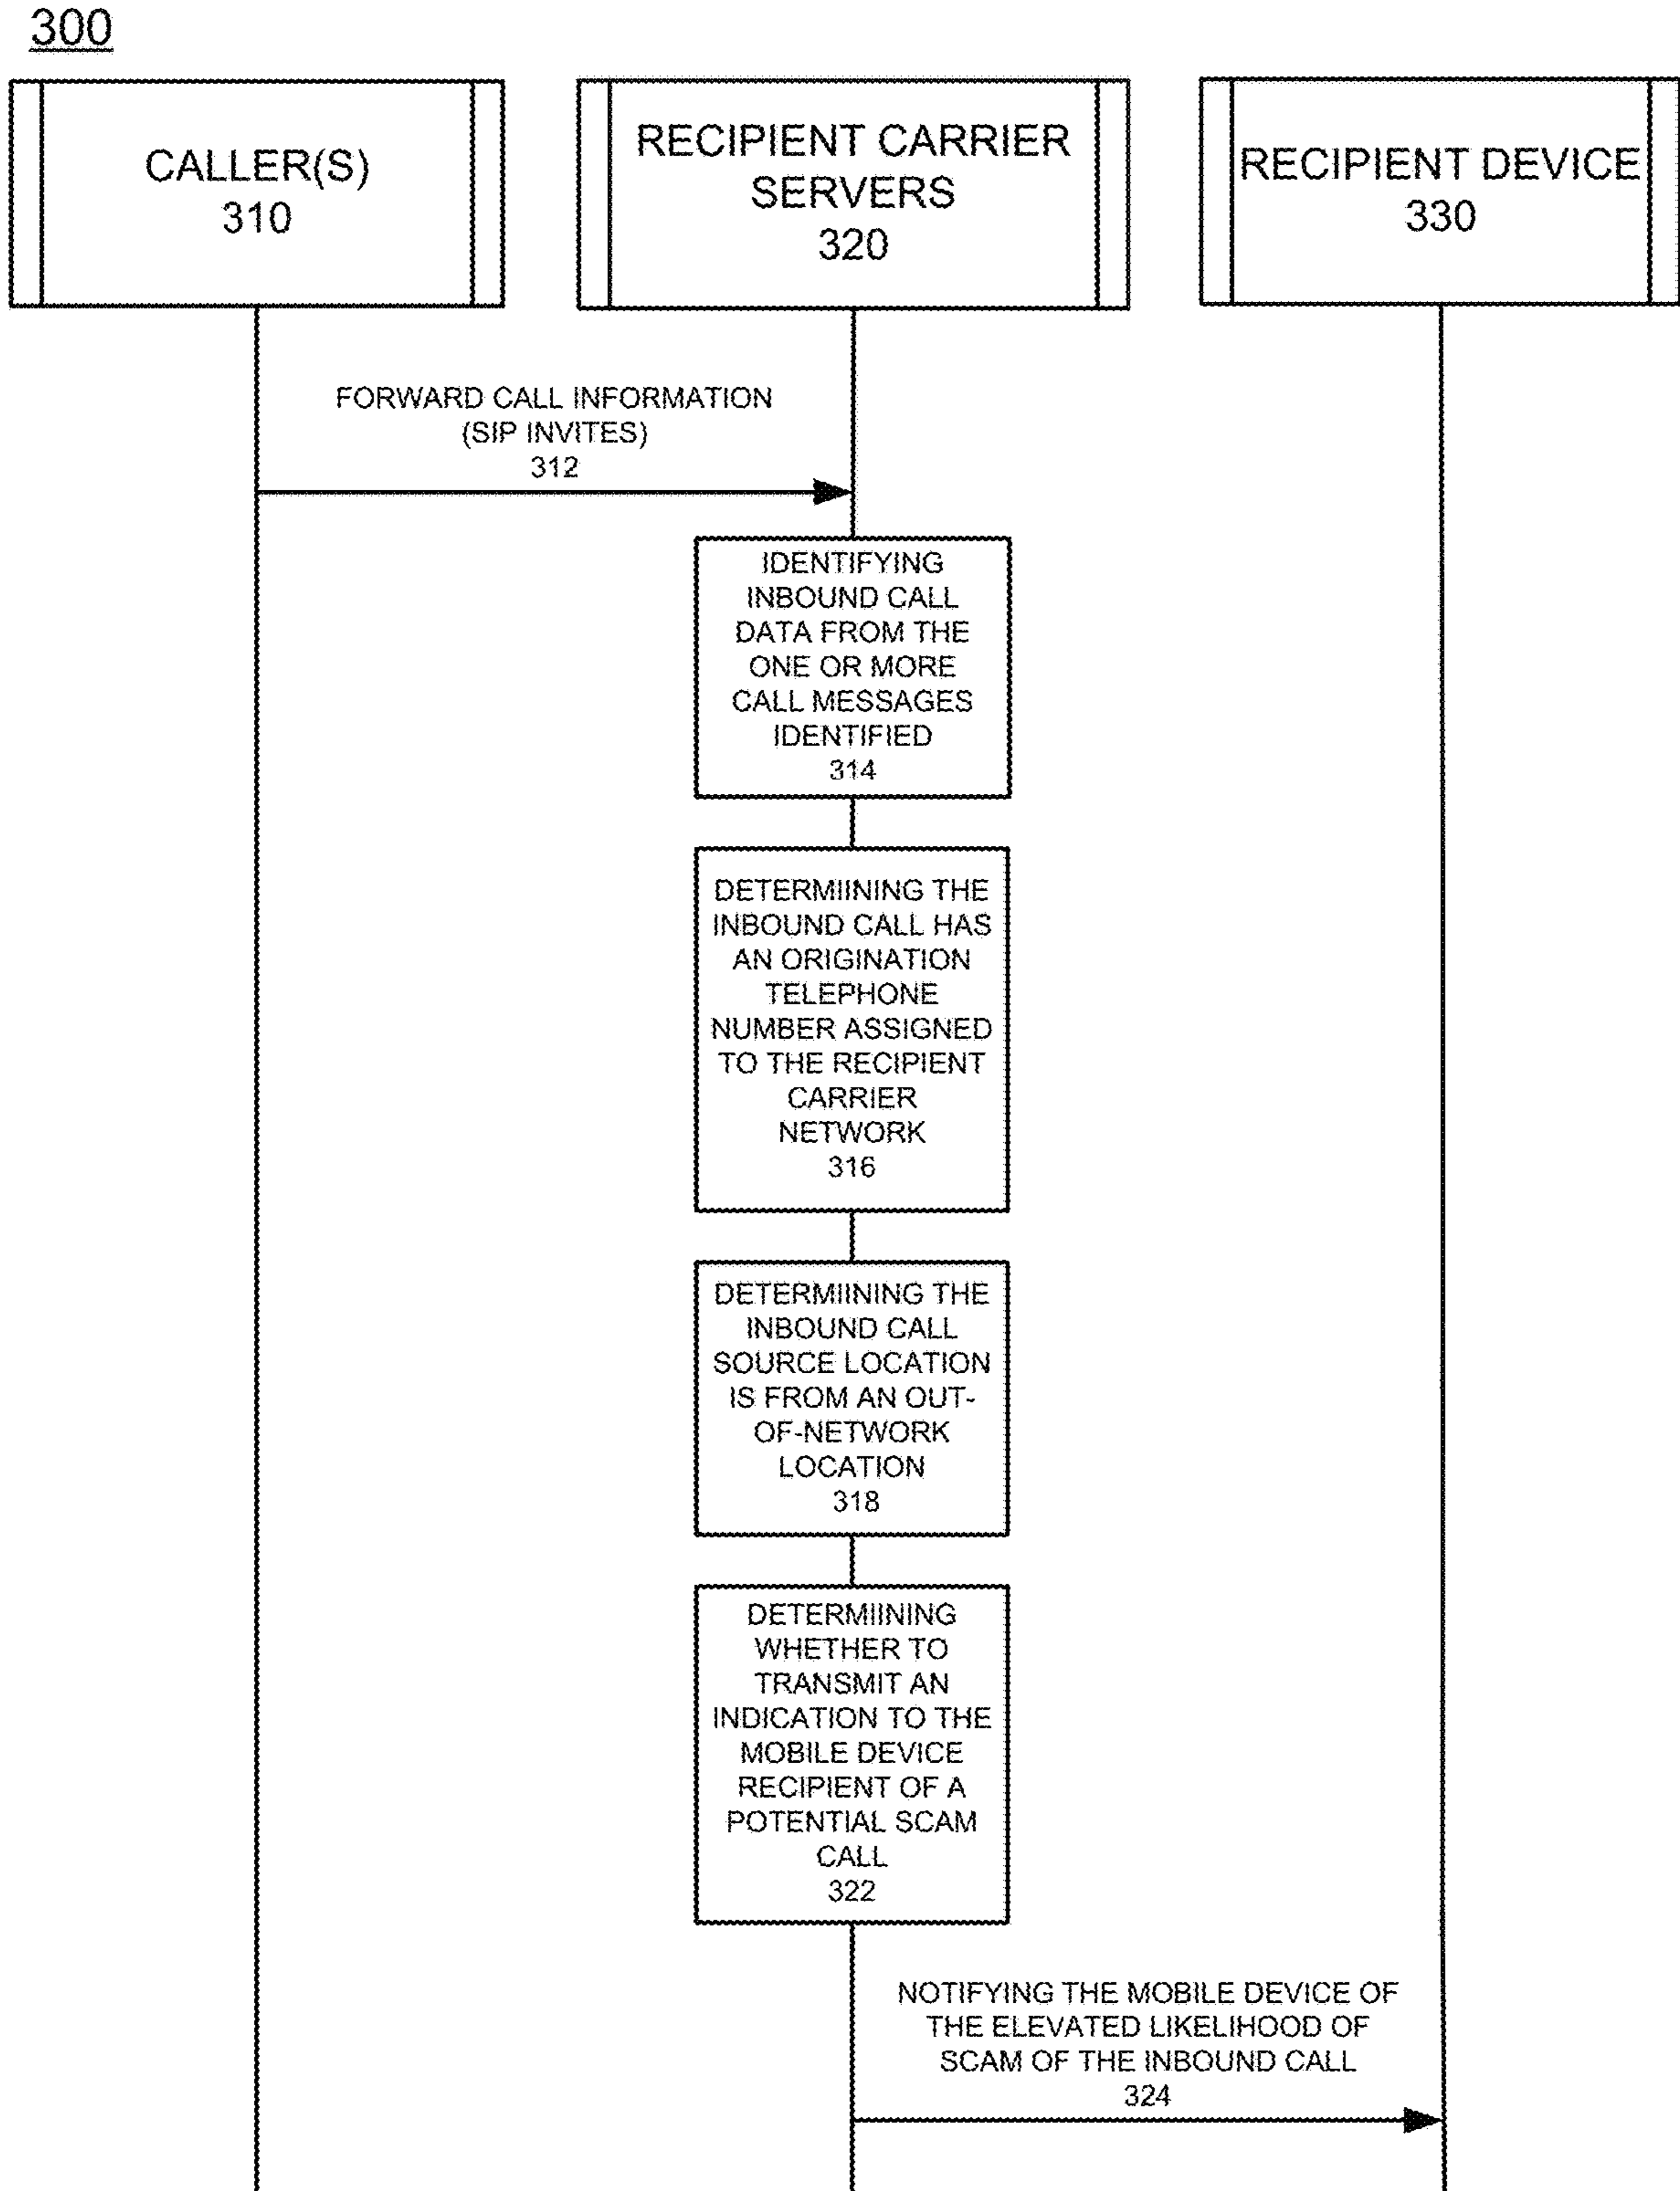 300
CALLER(S)
310
RECIPIENT CARRIER
SERVERS
320
RECIPIENT DEVICE
330
FORWARD CALL INFORMATION
(SIP INVITES)
312
IDENTIFYING
INBOUND CALL
DATA FROM THE
ONE OR MORE
CALL MESSAGES
IDENTIFIED
314
DETERMIINING THE
INBOUND CALL HAS
AN ORIGINATION
TELEPHONE
NUMBER ASSIGNED
TO THE RECIPIENT
CARRIER
NETWORK
316
DETERMIINING THE
INBOUND CALL
SOURCE LOCATION
IS FROM AN OUT-
OF-NETWORK
LOCATION
318
DETERMIINING
WHETHER TO
TRANSMIT AN
INDICATION TO THE
MOBILE DEVICE
RECIPIENT OF A
POTENTIAL SCAM
CALL
322
NOTIFYING THE MOBILE DEVICE OF
THE ELEVATED LIKELIHOOD OF
SCAM OF THE INBOUND CALL
324